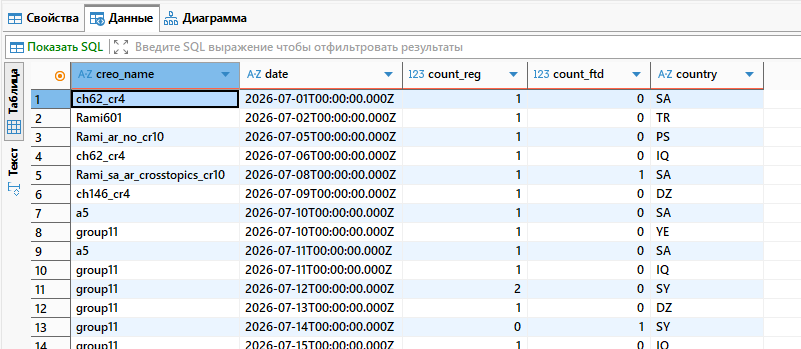 Свойства Данные Диаграмма
Показать SQL Введите SQL выражение чтобы отфильтровать результаты
Таблица
Текст
A-Z creo_name A-Z date 123 count_reg 123 count_ftd A-Z country
1 ch62_cr4 2026-07-01T00:00:00.000Z 1 0 SA
2 Rami601 2026-07-02T00:00:00.000Z 1 0 TR
3 Rami_ar_no_cr10 2026-07-05T00:00:00.000Z 1 0 PS
4 ch62_cr4 2026-07-06T00:00:00.000Z 1 0 IQ
5 Rami_sa_ar_crosstopics_cr10 2026-07-08T00:00:00.000Z 1 1 SA
6 ch146_cr4 2026-07-09T00:00:00.000Z 1 0 DZ
7 a5 2026-07-10T00:00:00.000Z 1 0 SA
8 group11 2026-07-10T00:00:00.000Z 1 0 YE
9 a5 2026-07-11T00:00:00.000Z 1 0 SA
10 group11 2026-07-11T00:00:00.000Z 1 0 IQ
11 group11 2026-07-12T00:00:00.000Z 2 0 SY
12 group11 2026-07-13T00:00:00.000Z 1 0 DZ
13 group11 2026-07-14T00:00:00.000Z 0 1 SY
14 group11 2026-07-15T00:00:00.000Z 1 0 IQ